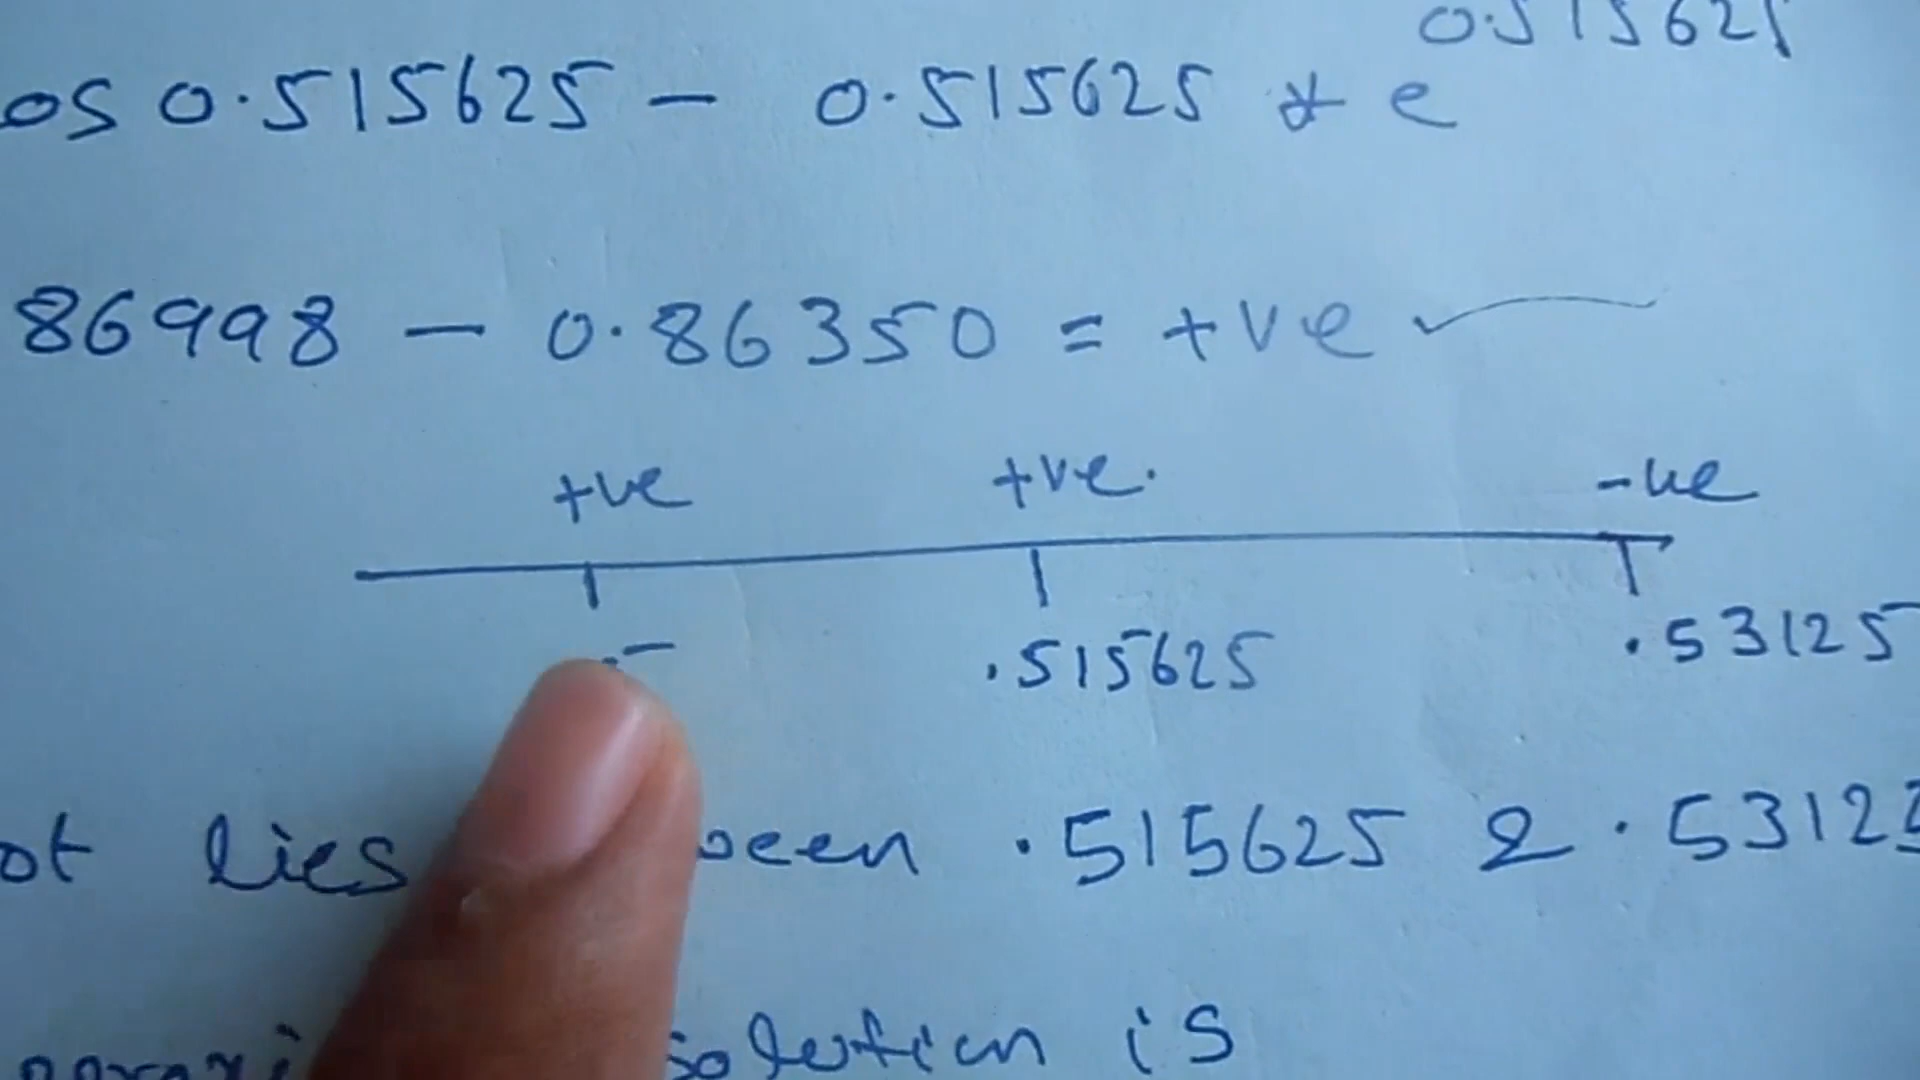 0.515625
os 0.515625 - 0.515625 * e
86998 - 0.86350 = +ve
+ve +ve. -ve
.515625 .53125
ot lies .515625 & .53125
solution is